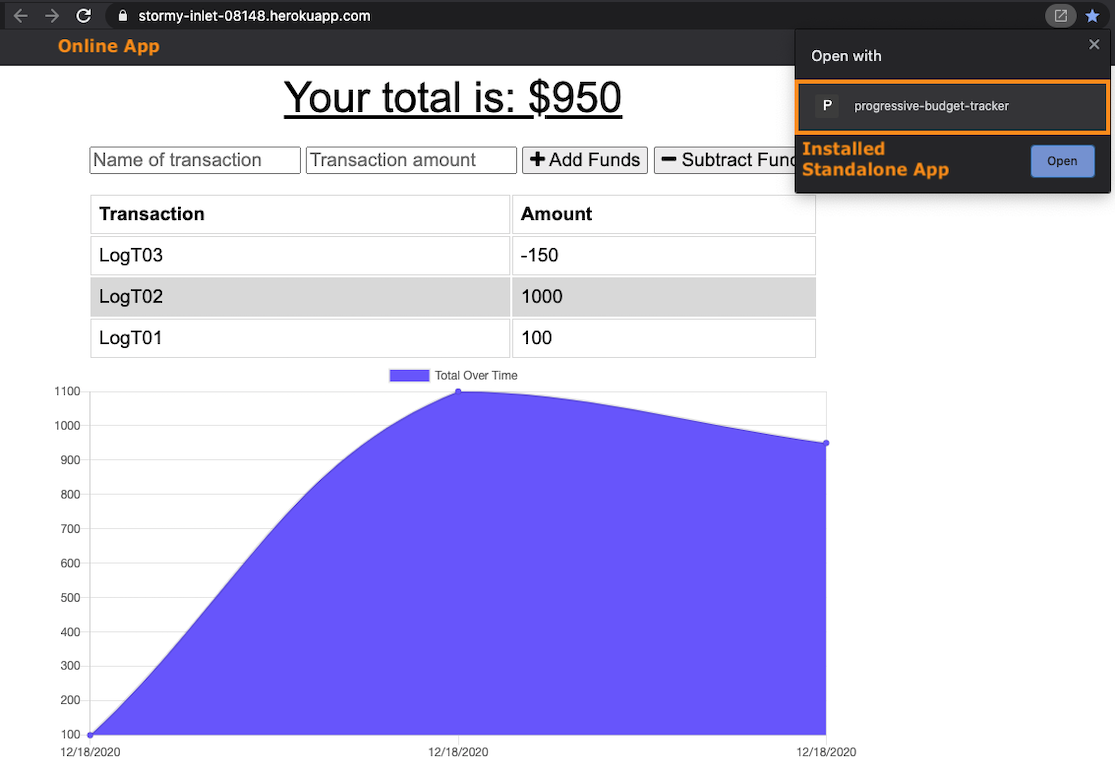 stormy-inlet-08148.herokuapp.com
Online App
Open with
P progressive-budget-tracker
Installed
Standalone App
Open
Your total is: $950
Name of transaction Transaction amount Add Funds Subtract Fun
Transaction Amount
LogT03 -150
LogT02 1000
LogT01 100
Total Over Time
1100
1000
900
800
700
600
500
400
300
200
100
12/18/2020 12/18/2020 12/18/2020